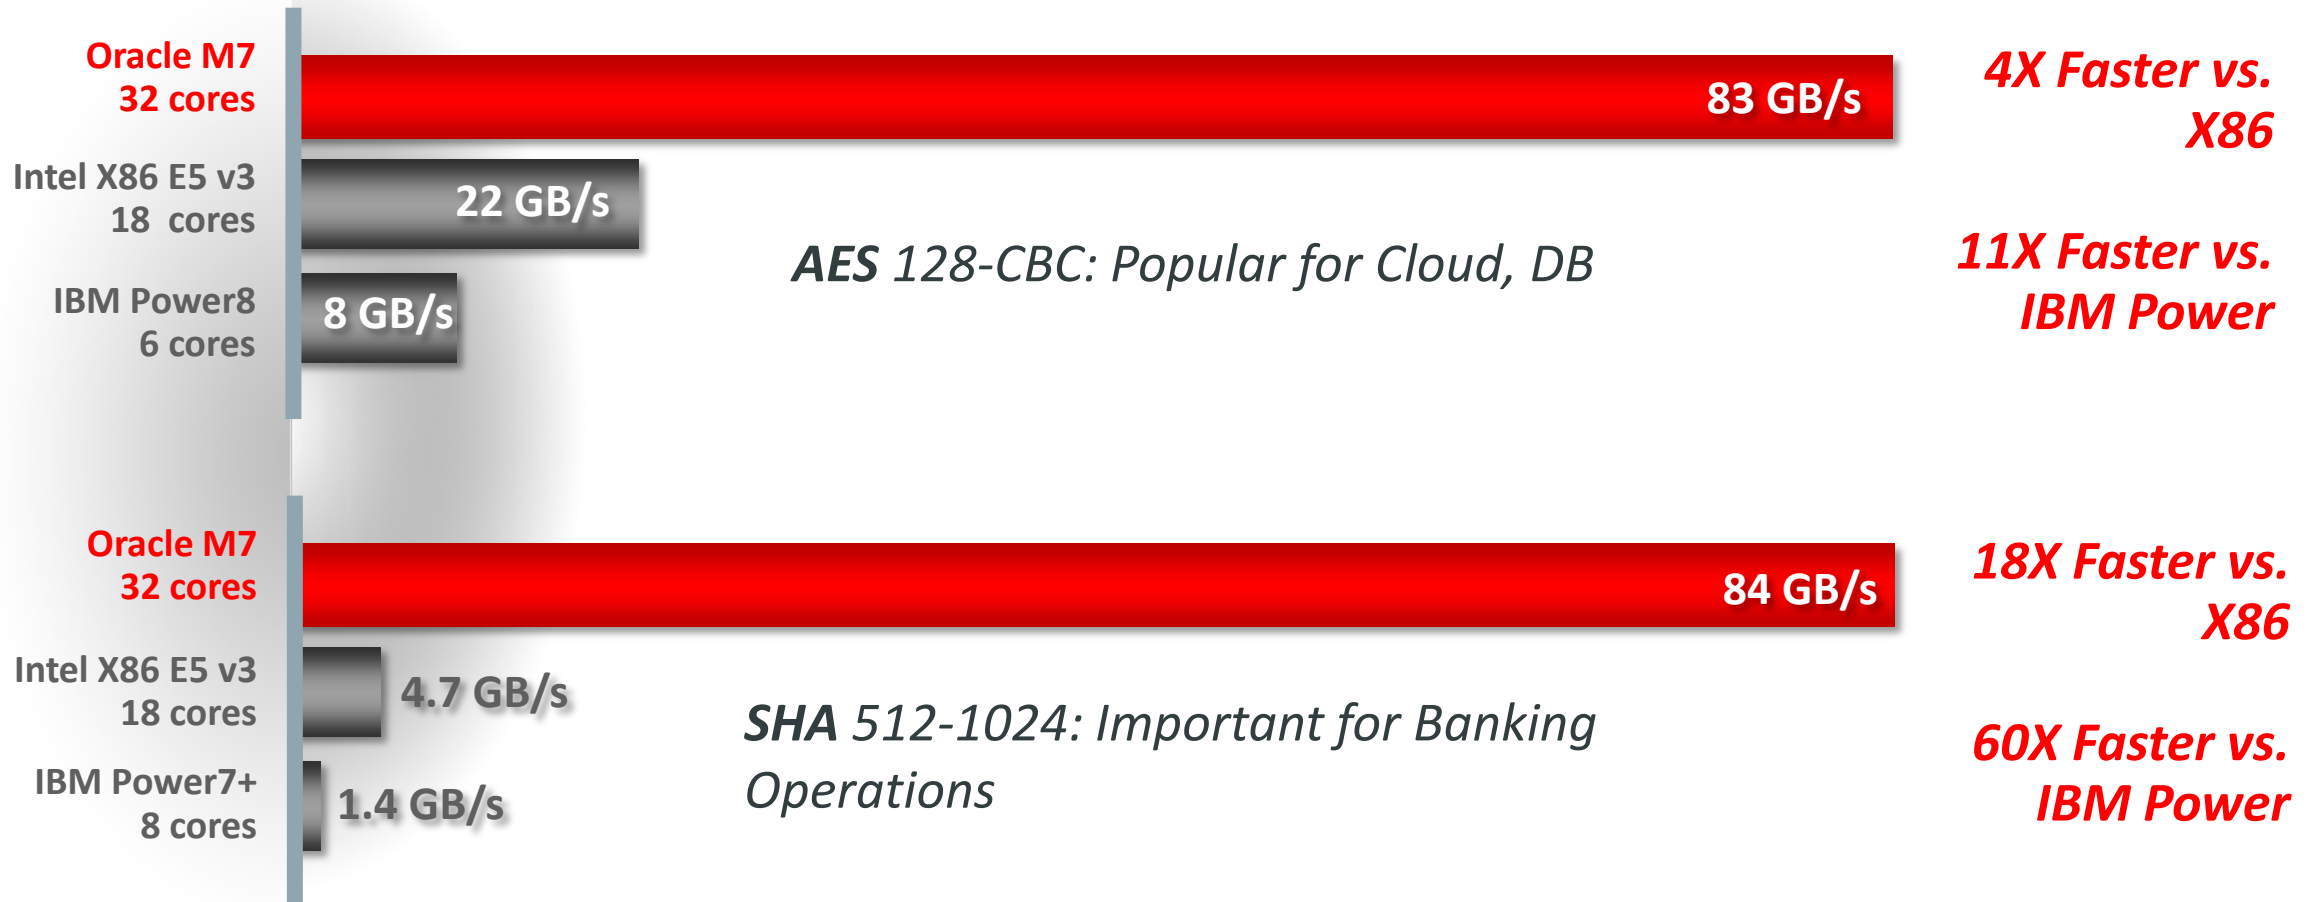 Oracle M7
32 cores
83 GB/s
4X Faster vs.
X86
Intel X86 E5 v3
18 cores
22 GB/s
AES 128-CBC: Popular for Cloud, DB
11X Faster vs.
IBM Power
IBM Power8
6 cores
8 GB/s
Oracle M7
32 cores
84 GB/s
18X Faster vs.
X86
Intel X86 E5 v3
18 cores
4.7 GB/s
SHA 512-1024: Important for Banking
Operations
60X Faster vs.
IBM Power
IBM Power7+
8 cores
1.4 GB/s